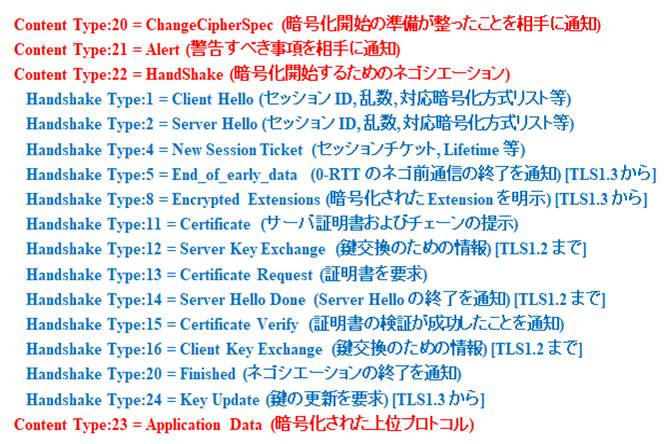 Content Type:20 = ChangeCipherSpec (暗号化開始の準備が整ったことを相手に通知)
Content Type:21 = Alert (警告すべき事項を相手に通知)
Content Type:22 = HandShake (暗号化開始するためのネゴシエーション)
Handshake Type:1 = Client Hello (セッションID, 乱数, 対応暗号化方式リスト等)
Handshake Type:2 = Server Hello (セッションID, 乱数, 対応暗号化方式リスト等)
Handshake Type:4 = New Session Ticket (セッションチケット, Lifetime 等)
Handshake Type:5 = End_of_early_data (0-RTT のネゴ前通信の終了を通知) [TLS1.3 から]
Handshake Type:8 = Encrypted Extensions (暗号化された Extension を明示) [TLS1.3 から]
Handshake Type:11 = Certificate (サーバ証明書およびチェーンの提示)
Handshake Type:12 = Server Key Exchange (鍵交換のための情報) [TLS1.2 まで]
Handshake Type:13 = Certificate Request (証明書を要求)
Handshake Type:14 = Server Hello Done (Server Hello の終了を通知) [TLS1.2 まで]
Handshake Type:15 = Certificate Verify (証明書の検証が成功したことを通知)
Handshake Type:16 = Client Key Exchange (鍵交換のための情報) [TLS1.2 まで]
Handshake Type:20 = Finished (ネゴシエーションの終了を通知)
Handshake Type:24 = Key Update (鍵の更新を要求) [TLS1.3 から]
Content Type:23 = Application Data (暗号化された上位プロトコル)